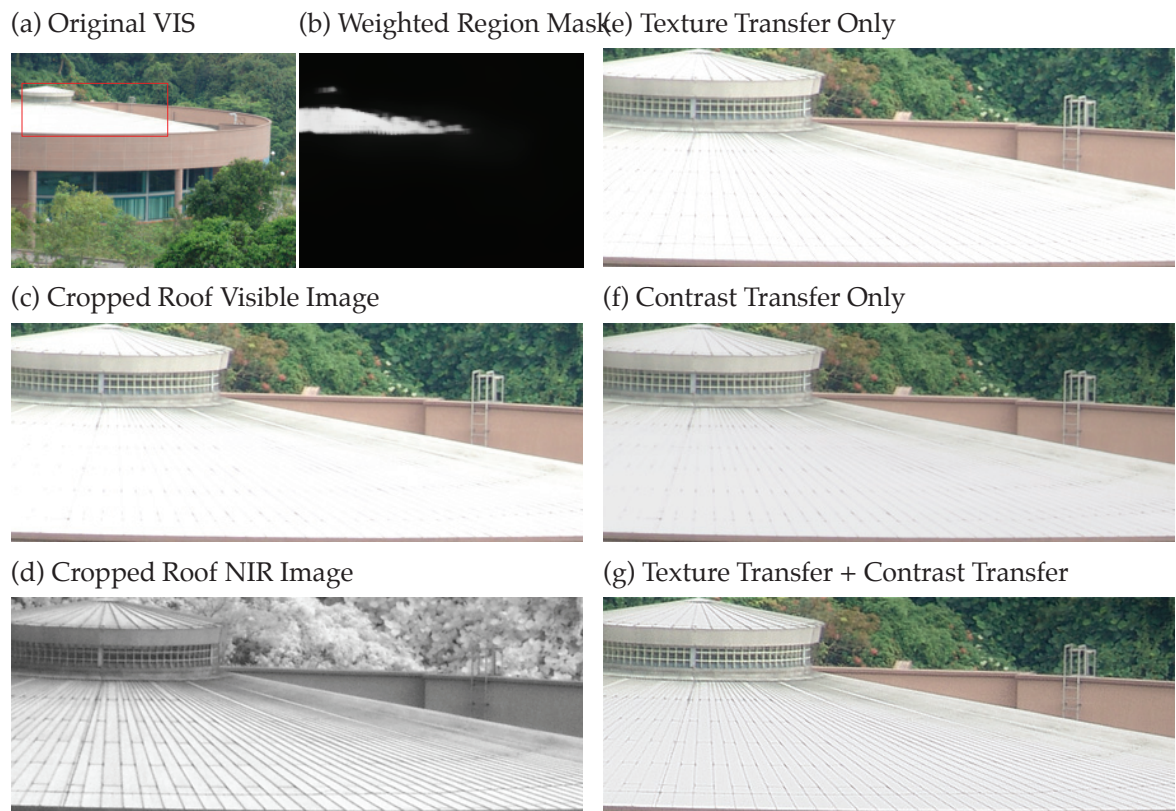 (a) Original VIS
(b) Weighted Region Mask
(e) Texture Transfer Only
(c) Cropped Roof Visible Image
(f) Contrast Transfer Only
(d) Cropped Roof NIR Image
(g) Texture Transfer + Contrast Transfer